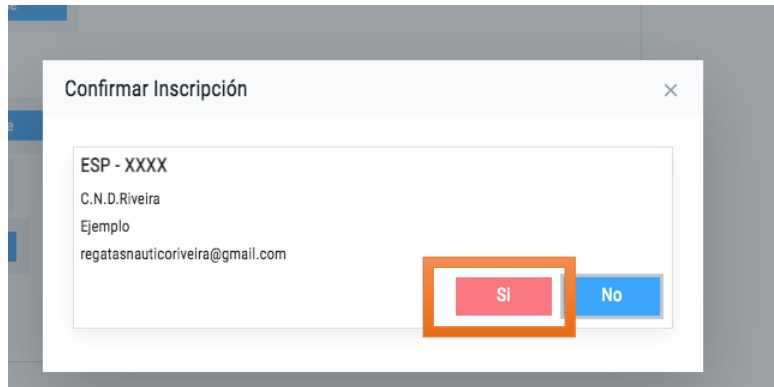 Confirmar Inscripción ×
ESP - XXXX
C.N.D.Riveira
Ejemplo
regatasnauticoriveira@gmail.com
Si No